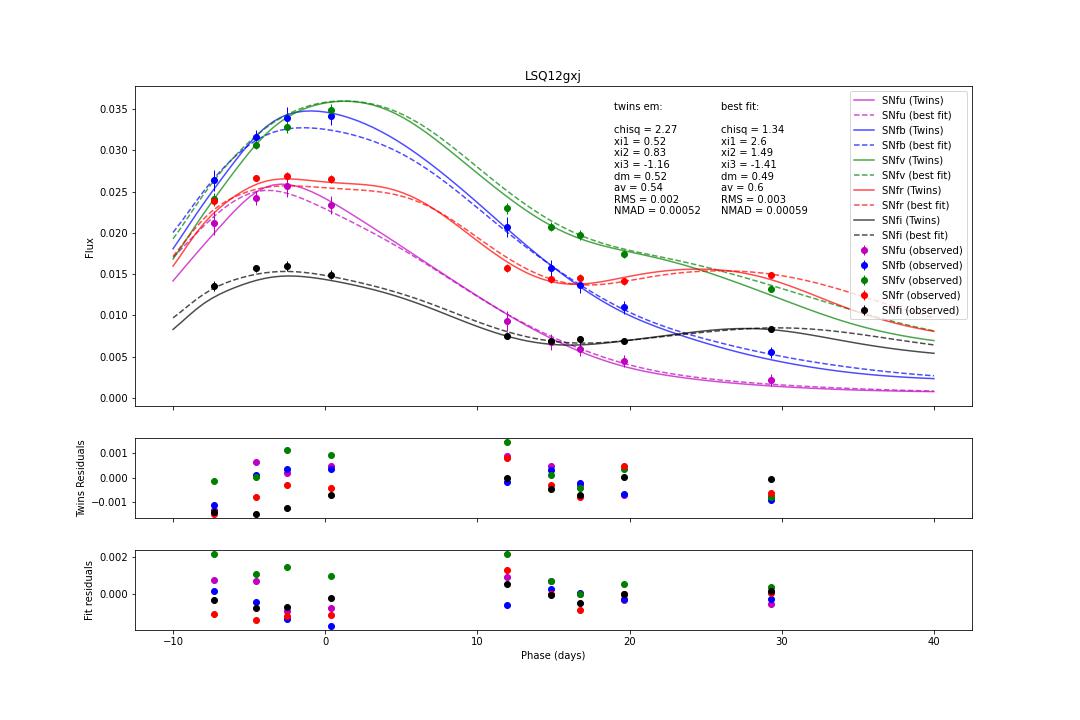 LSQ12gxj
twins em: best fit:
chisq = 2.27 chisq = 1.34
xi1 = 0.52 xi1 = 2.6
xi2 = 0.83 xi2 = 1.49
xi3 = -1.16 xi3 = -1.41
dm = 0.52 dm = 0.49
av = 0.54 av = 0.6
RMS = 0.002 RMS = 0.003
NMAD = 0.00052 NMAD = 0.00059
SNfu (Twins)
SNfu (best fit)
SNfb (Twins)
SNfb (best fit)
SNfv (Twins)
SNfv (best fit)
SNfr (Twins)
SNfr (best fit)
SNfi (Twins)
SNfi (best fit)
SNfu (observed)
SNfb (observed)
SNfv (observed)
SNfr (observed)
SNfi (observed)
Flux
0.035
0.030
0.025
0.020
0.015
0.010
0.005
0.000
−10 0 10 20 30 40
Twins Residuals
0.001
0.000
−0.001
Fit residuals
0.002
0.000
−10 0 10 20 30 40
Phase (days)